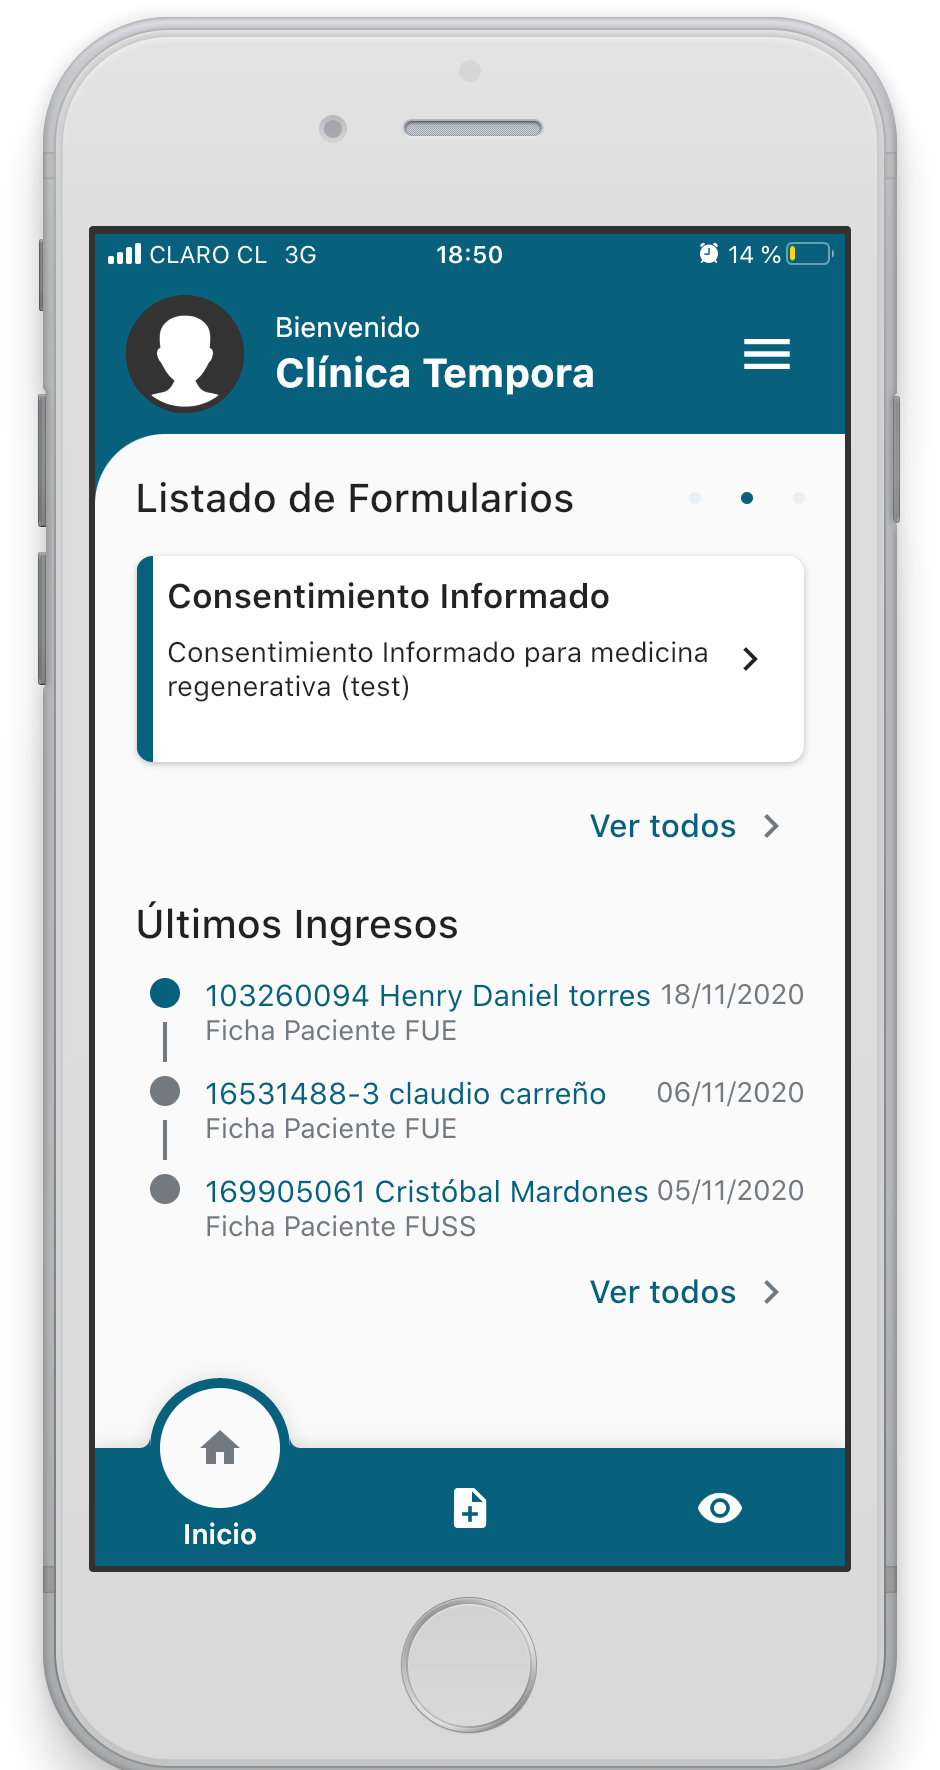 CLARO CL 3G 18:50 14 %
Bienvenido
Clínica Tempora
Listado de Formularios
Consentimiento Informado
Consentimiento Informado para medicina
regenerativa (test)
Ver todos
Últimos Ingresos
103260094 Henry Daniel torres 18/11/2020
Ficha Paciente FUE
16531488-3 claudio carreño 06/11/2020
Ficha Paciente FUE
169905061 Cristóbal Mardones 05/11/2020
Ficha Paciente FUSS
Ver todos
Inicio